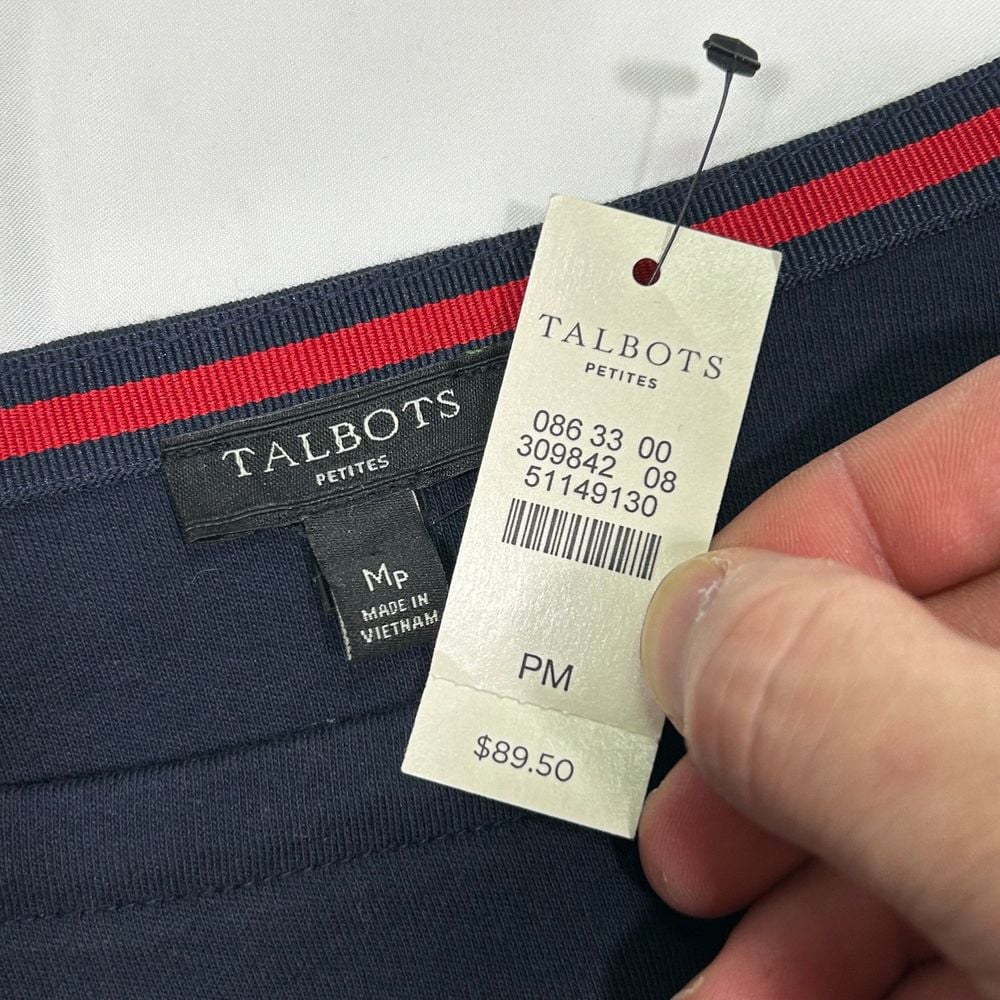 TALBOTS
PETITES
MP
MADE IN
VIETNAM
TALBOTS
PETITES
086 33 00
309842 08
51149130
PM
$89.50